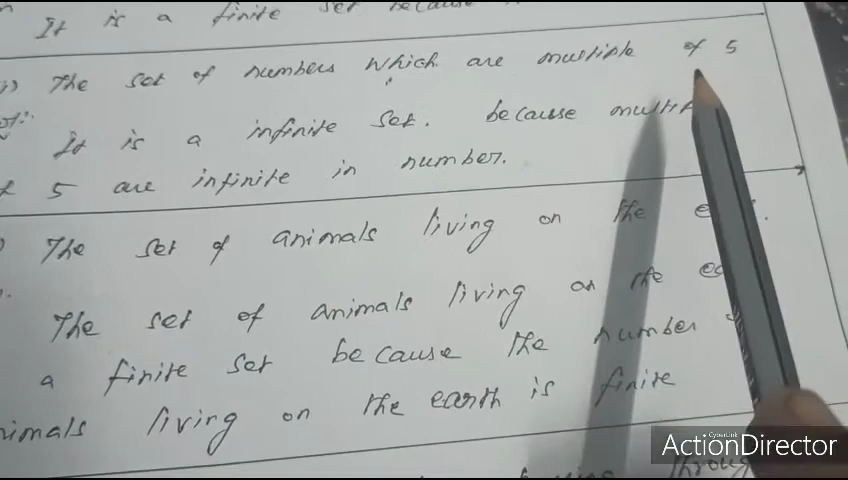 It is a finite set because
i) The set of numbers which are multiple of 5
It is a infinite set. because
5 are infinite in number.
The set of animals living on the
The set of animals living on the
a finite set because the number
living on the earth is finite
CyberLink
ActionDirector